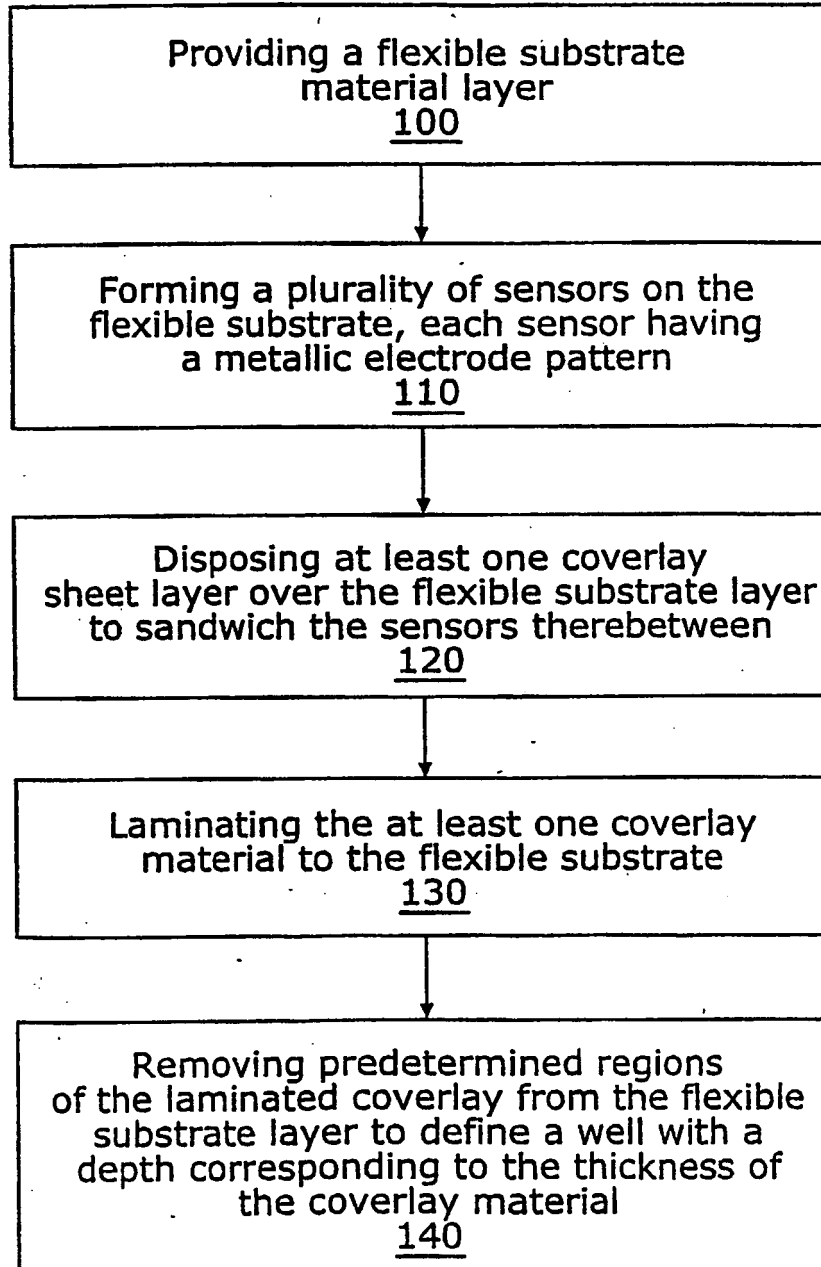 Providing a flexible substrate
material layer
100
Forming a plurality of sensors on the
flexible substrate, each sensor having
a metallic electrode pattern
110
Disposing at least one coverlay
sheet layer over the flexible substrate layer
to sandwich the sensors therebetween
120
Laminating the at least one coverlay
material to the flexible substrate
130
Removing predetermined regions
of the laminated coverlay from the flexible
substrate layer to define a well with a
depth corresponding to the thickness of
the coverlay material
140